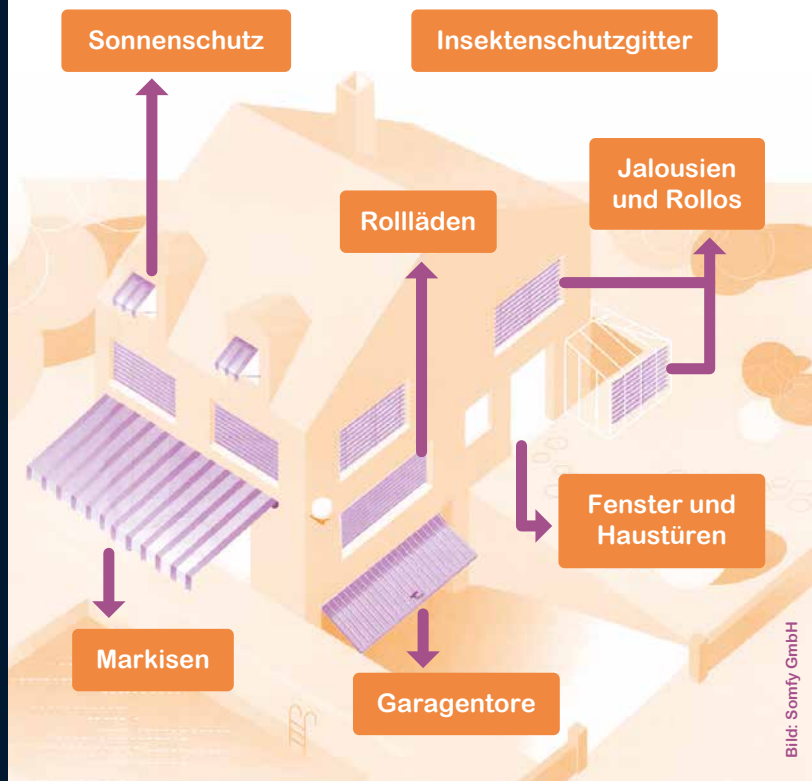 Sonnenschutz
Insektenschutzgitter
Jalousien
und Rollos
Rollläden
Fenster und
Haustüren
Markisen
Garagentore
Bild: Somfy GmbH